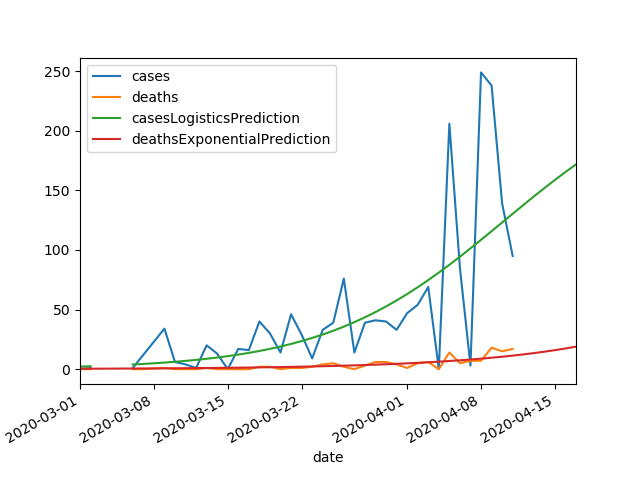 250
200
150
100
50
0
cases
deaths
casesLogisticsPrediction
deathsExponentialPrediction
2020-03-01
2020-03-08
2020-03-15
2020-03-22
2020-04-01
2020-04-08
2020-04-15
date